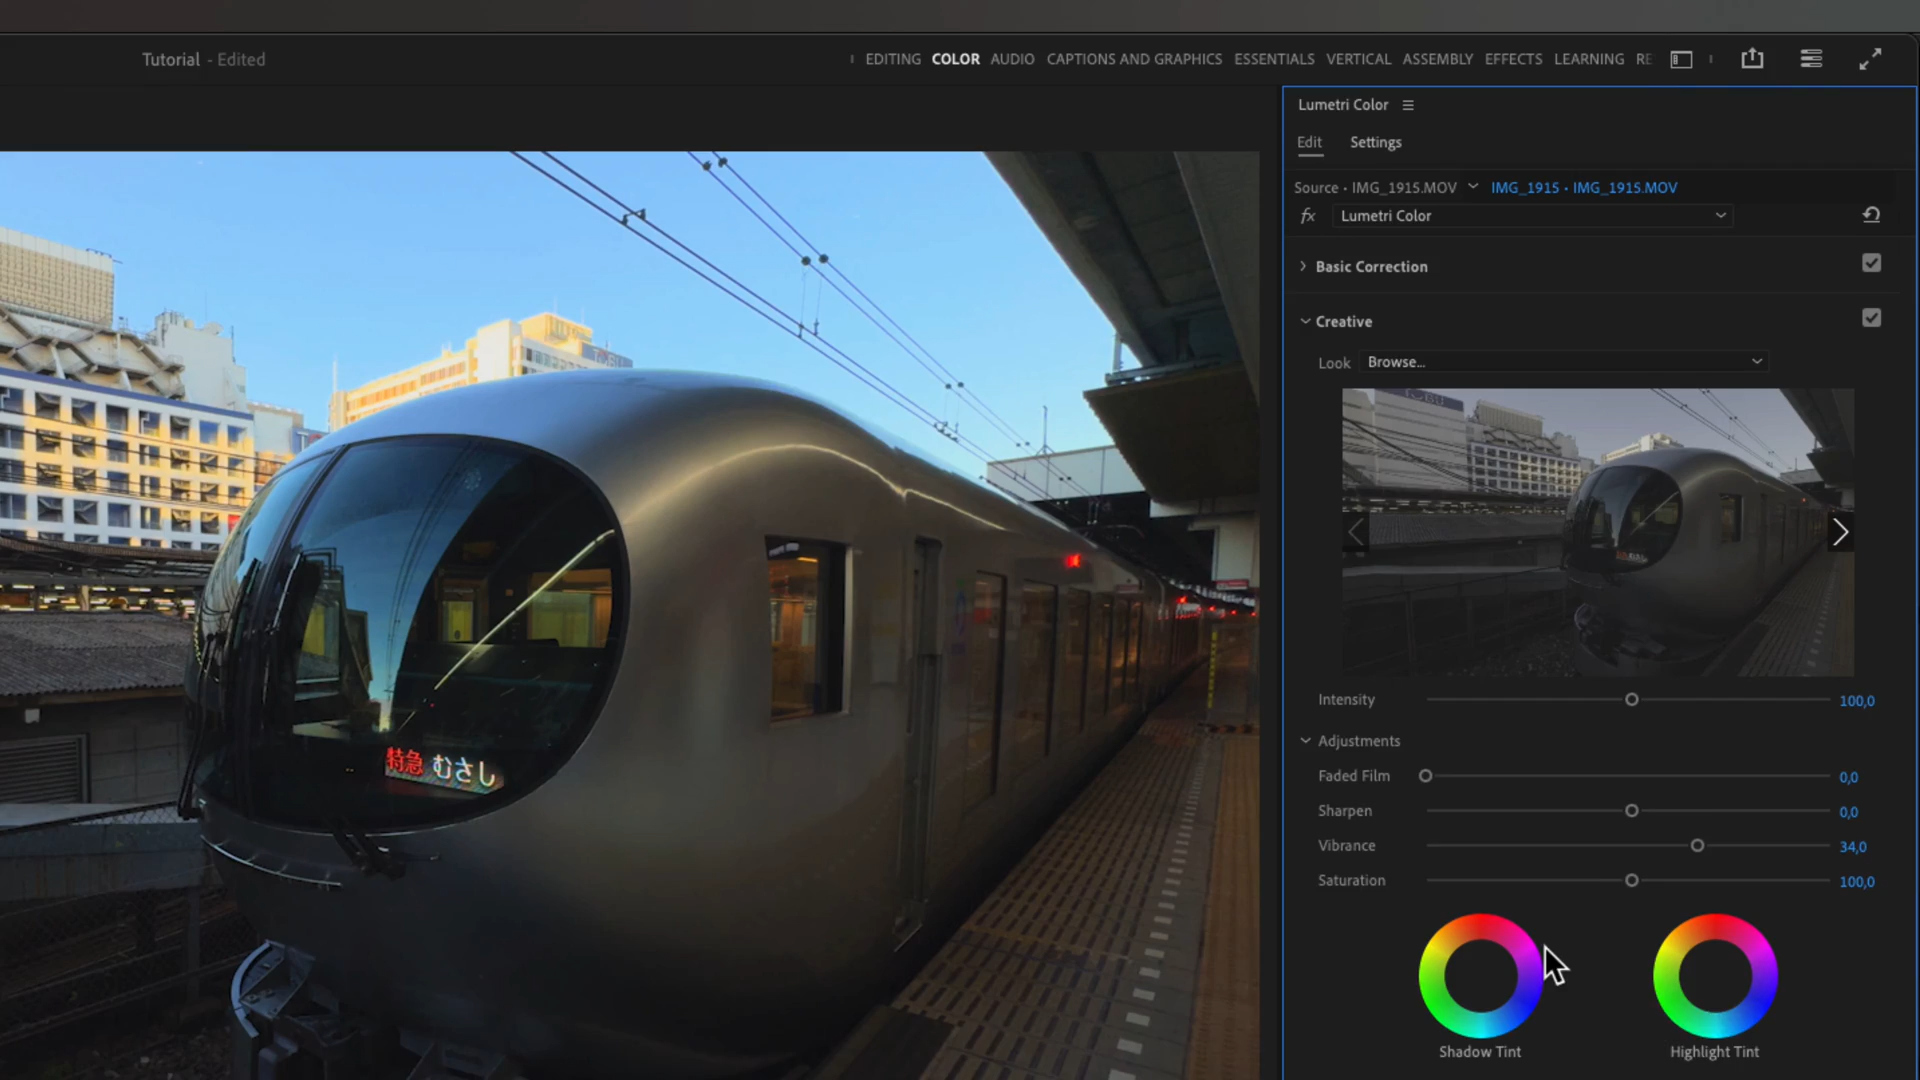 Tutorial - Edited
EDITING COLOR AUDIO CAPTIONS AND GRAPHICS ESSENTIALS VERTICAL ASSEMBLY EFFECTS LEARNING RE
Lumetri Color
Edit Settings
Source • IMG_1915.MOV IMG_1915 • IMG_1915.MOV
fx Lumetri Color
Basic Correction
Creative
Look Browse...
Intensity 100,0
Adjustments
Faded Film 0,0
Sharpen 0,0
Vibrance 34,0
Saturation 100,0
Shadow Tint Highlight Tint
TOBU
特急 むさし